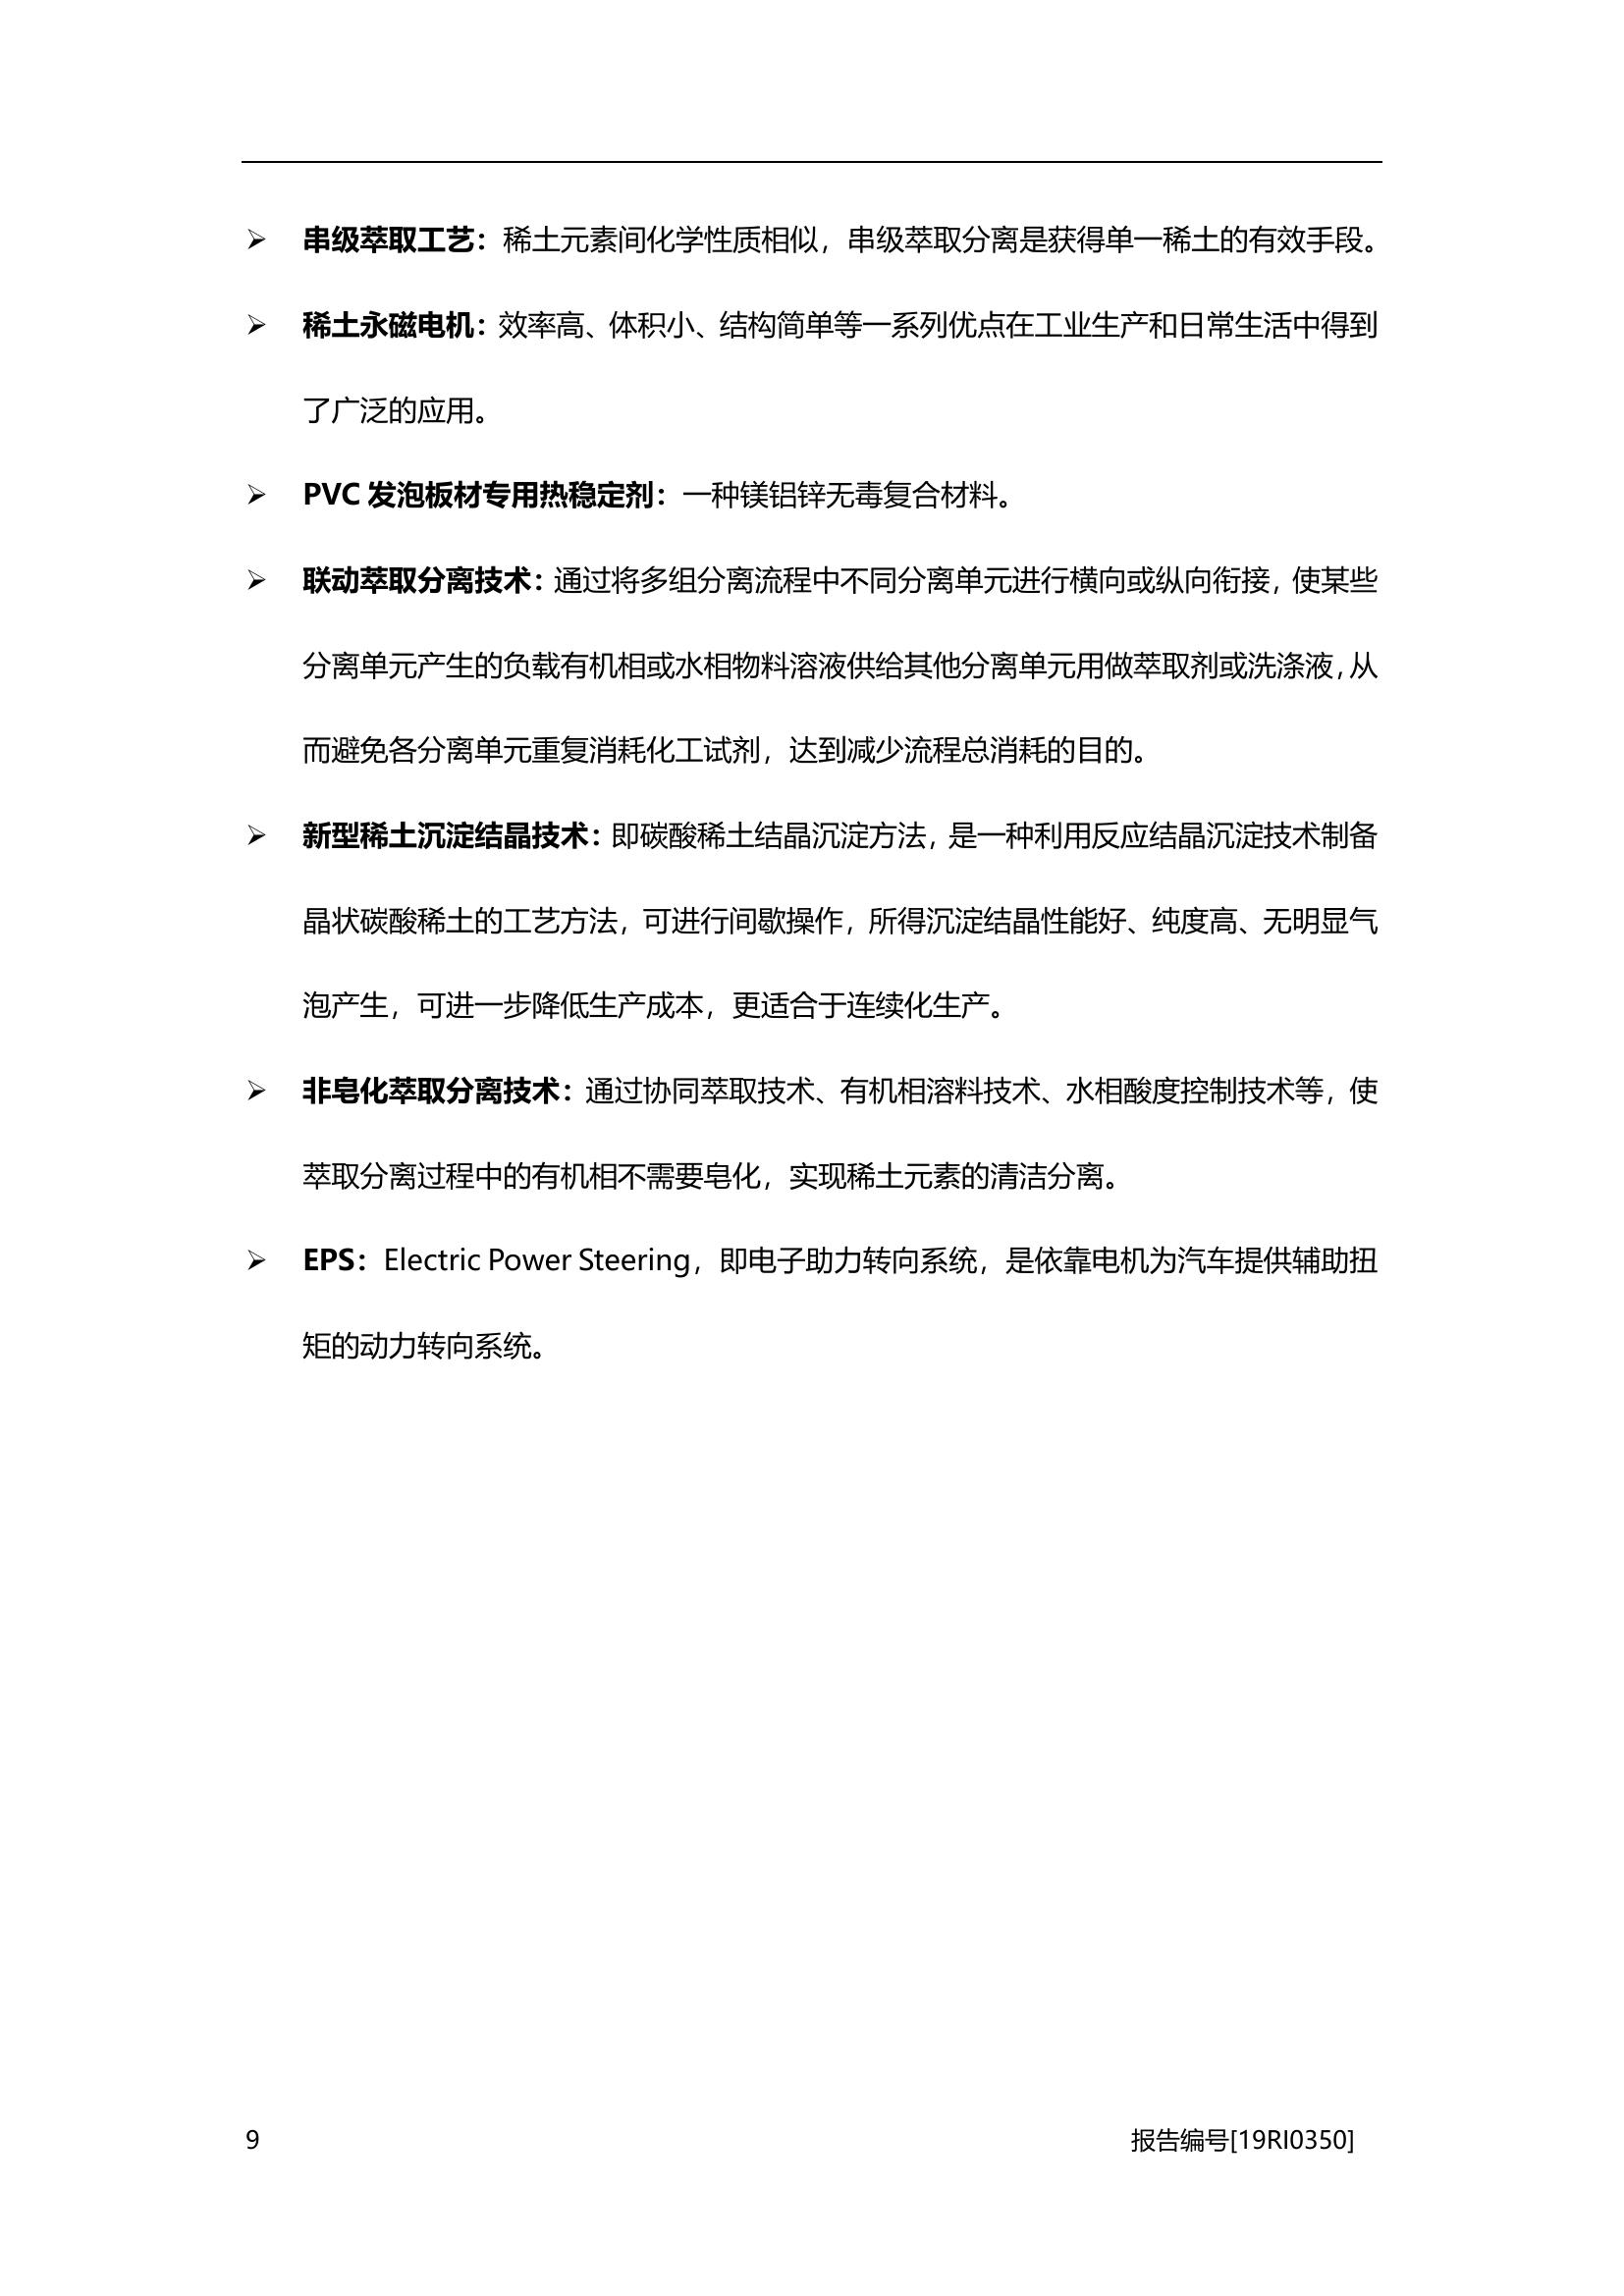 ➢ 串级萃取工艺：稀土元素间化学性质相似，串级萃取分离是获得单一稀土的有效手段。
➢ 稀土永磁电机：效率高、体积小、结构简单等一系列优点在工业生产和日常生活中得到
了广泛的应用。
➢ PVC 发泡板材专用热稳定剂：一种镁铝锌无毒复合材料。
➢ 联动萃取分离技术：通过将多组分离流程中不同分离单元进行横向或纵向衔接，使某些
分离单元产生的负载有机相或水相物料溶液供给其他分离单元用做萃取剂或洗涤液，从
而避免各分离单元重复消耗化工试剂，达到减少流程总消耗的目的。
➢ 新型稀土沉淀结晶技术：即碳酸稀土结晶沉淀方法，是一种利用反应结晶沉淀技术制备
晶状碳酸稀土的工艺方法，可进行间歇操作，所得沉淀结晶性能好、纯度高、无明显气
泡产生，可进一步降低生产成本，更适合于连续化生产。
➢ 非皂化萃取分离技术：通过协同萃取技术、有机相溶料技术、水相酸度控制技术等，使
萃取分离过程中的有机相不需要皂化，实现稀土元素的清洁分离。
➢ EPS：Electric Power Steering，即电子助力转向系统，是依靠电机为汽车提供辅助扭
矩的动力转向系统。
9 报告编号[19RI0350]